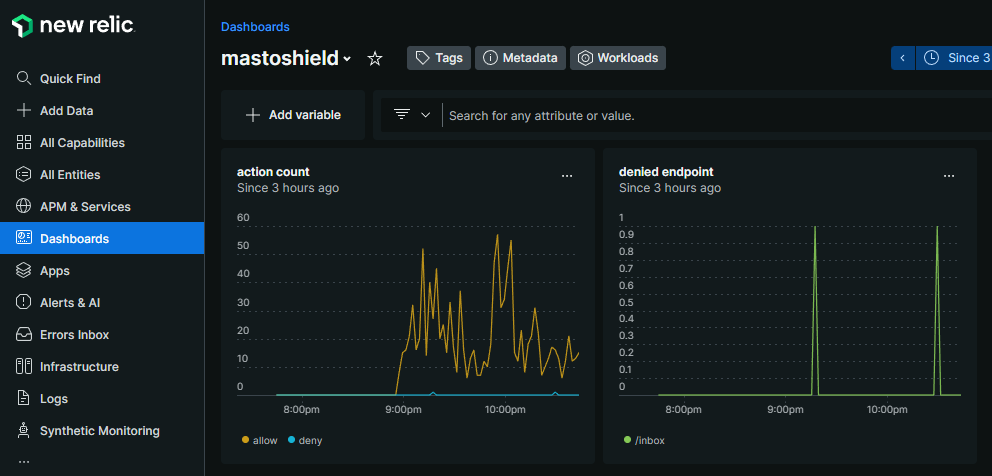 new relic.
Quick Find
Add Data
All Capabilities
All Entities
APM & Services
Dashboards
Apps
Alerts & AI
Errors Inbox
Infrastructure
Logs
Synthetic Monitoring
...
Dashboards
mastoshield
Tags
Metadata
Workloads
Since 3
Add variable
Search for any attribute or value.
action count
Since 3 hours ago
...
60
50
40
30
20
10
0
8:00pm
9:00pm
10:00pm
allow
deny
denied endpoint
Since 3 hours ago
...
1
0.9
0.8
0.7
0.6
0.5
0.4
0.3
0.2
0.1
0
8:00pm
9:00pm
10:00pm
/inbox